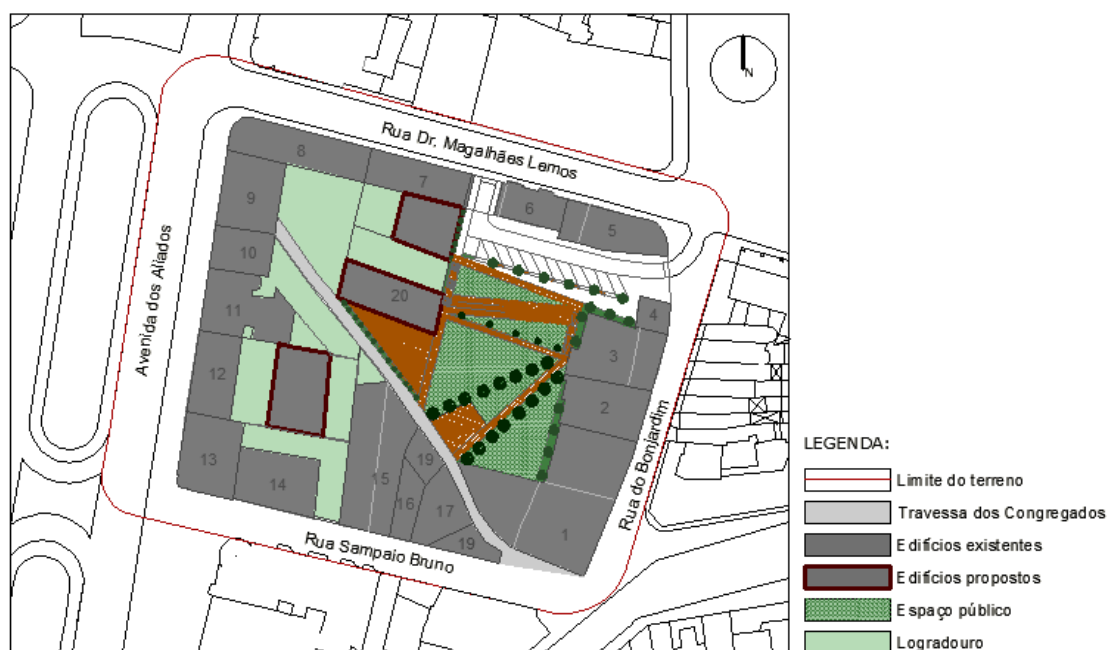 N
Rua Dr. Magalhães Lemos
8
7
6
5
9
10
20
4
11
3
12
2
Avenida dos Aliados
Rua do Bonjardim
13
14
15
19
16
17
1
19
Rua Sampaio Bruno
LEGENDA:
Limite do terreno
Travessa dos Congregados
Edifícios existentes
Edifícios propostos
Espaço público
Logradouro